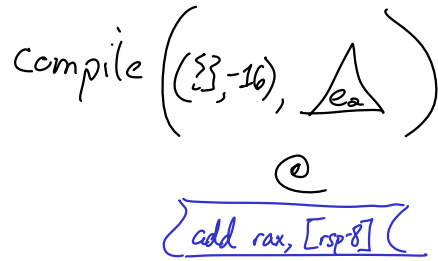 compile (({}, -16), e₂)
@
add rax, [rsp-8]